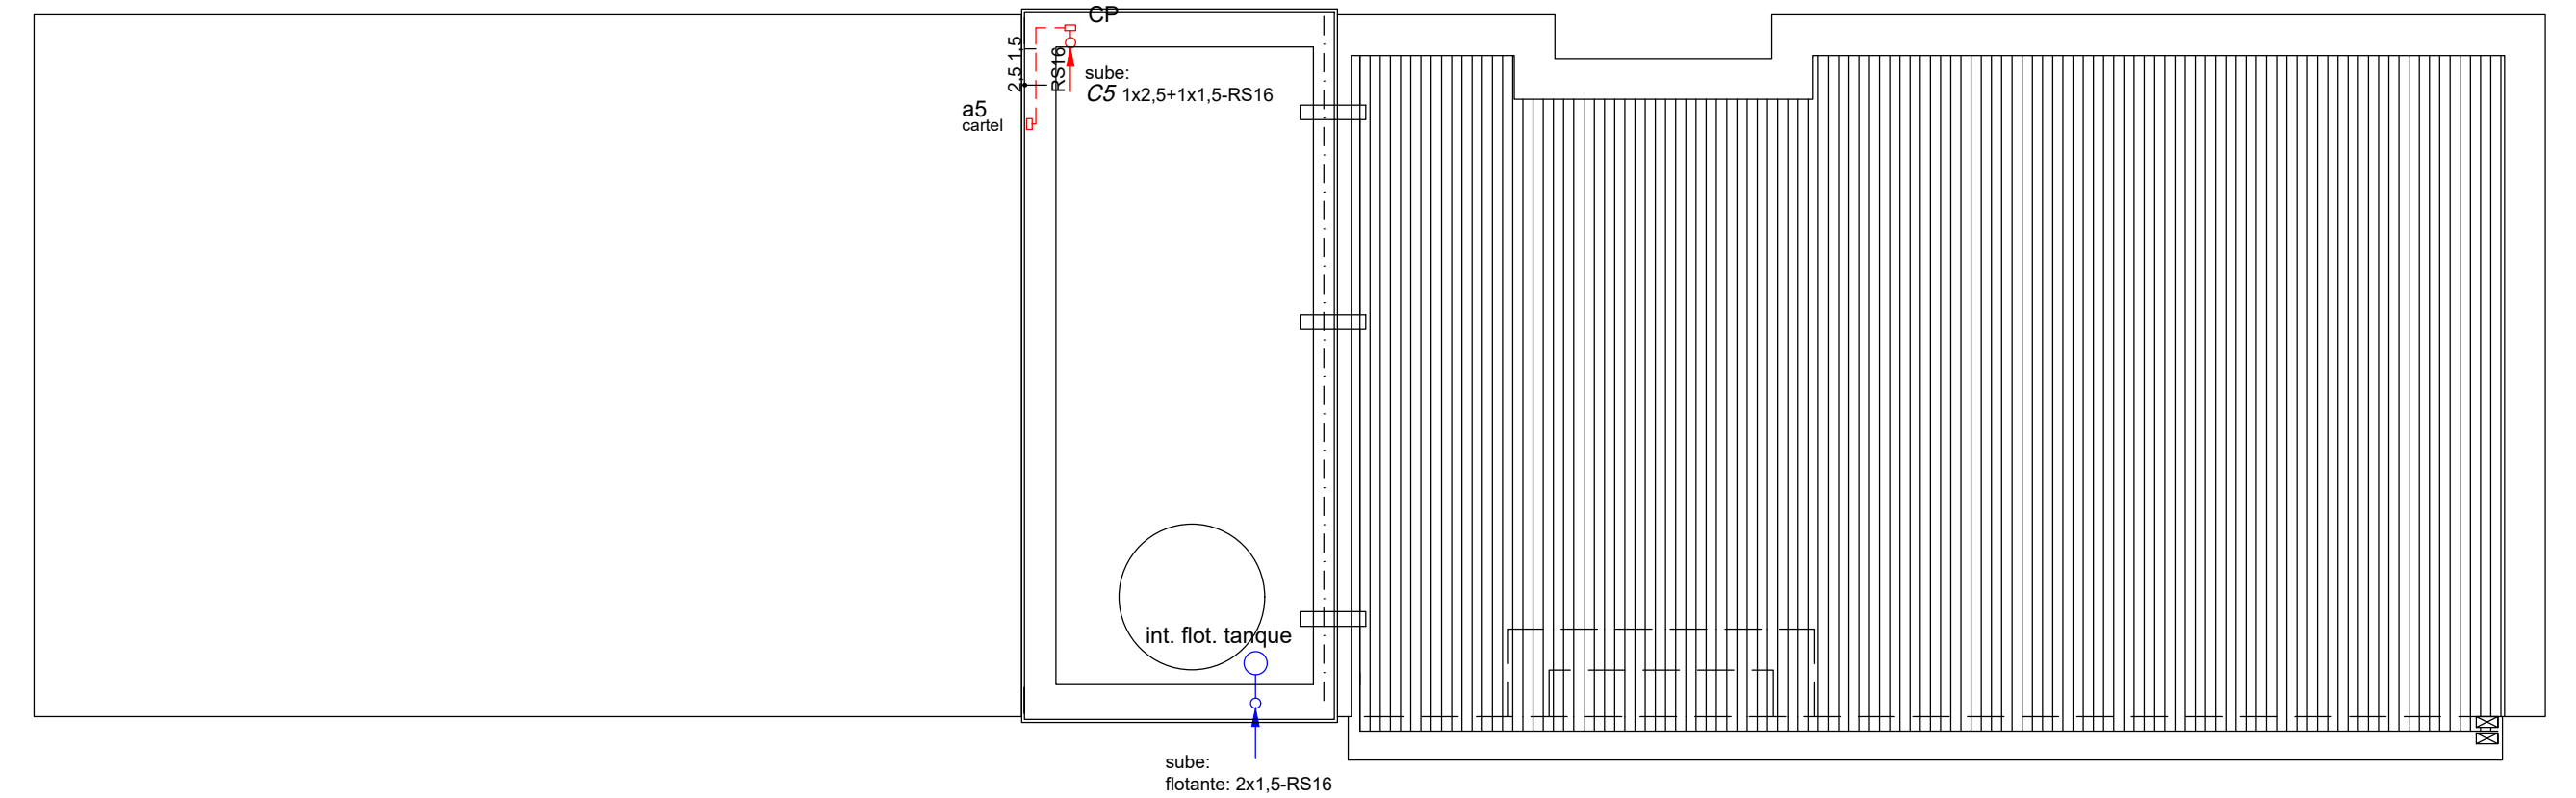 CP
2,5 1,5
RS16
sube:
C5 1x2,5+1x1,5-RS16
a5
cartel
int. flot. tanque
sube:
flotante: 2x1,5-RS16